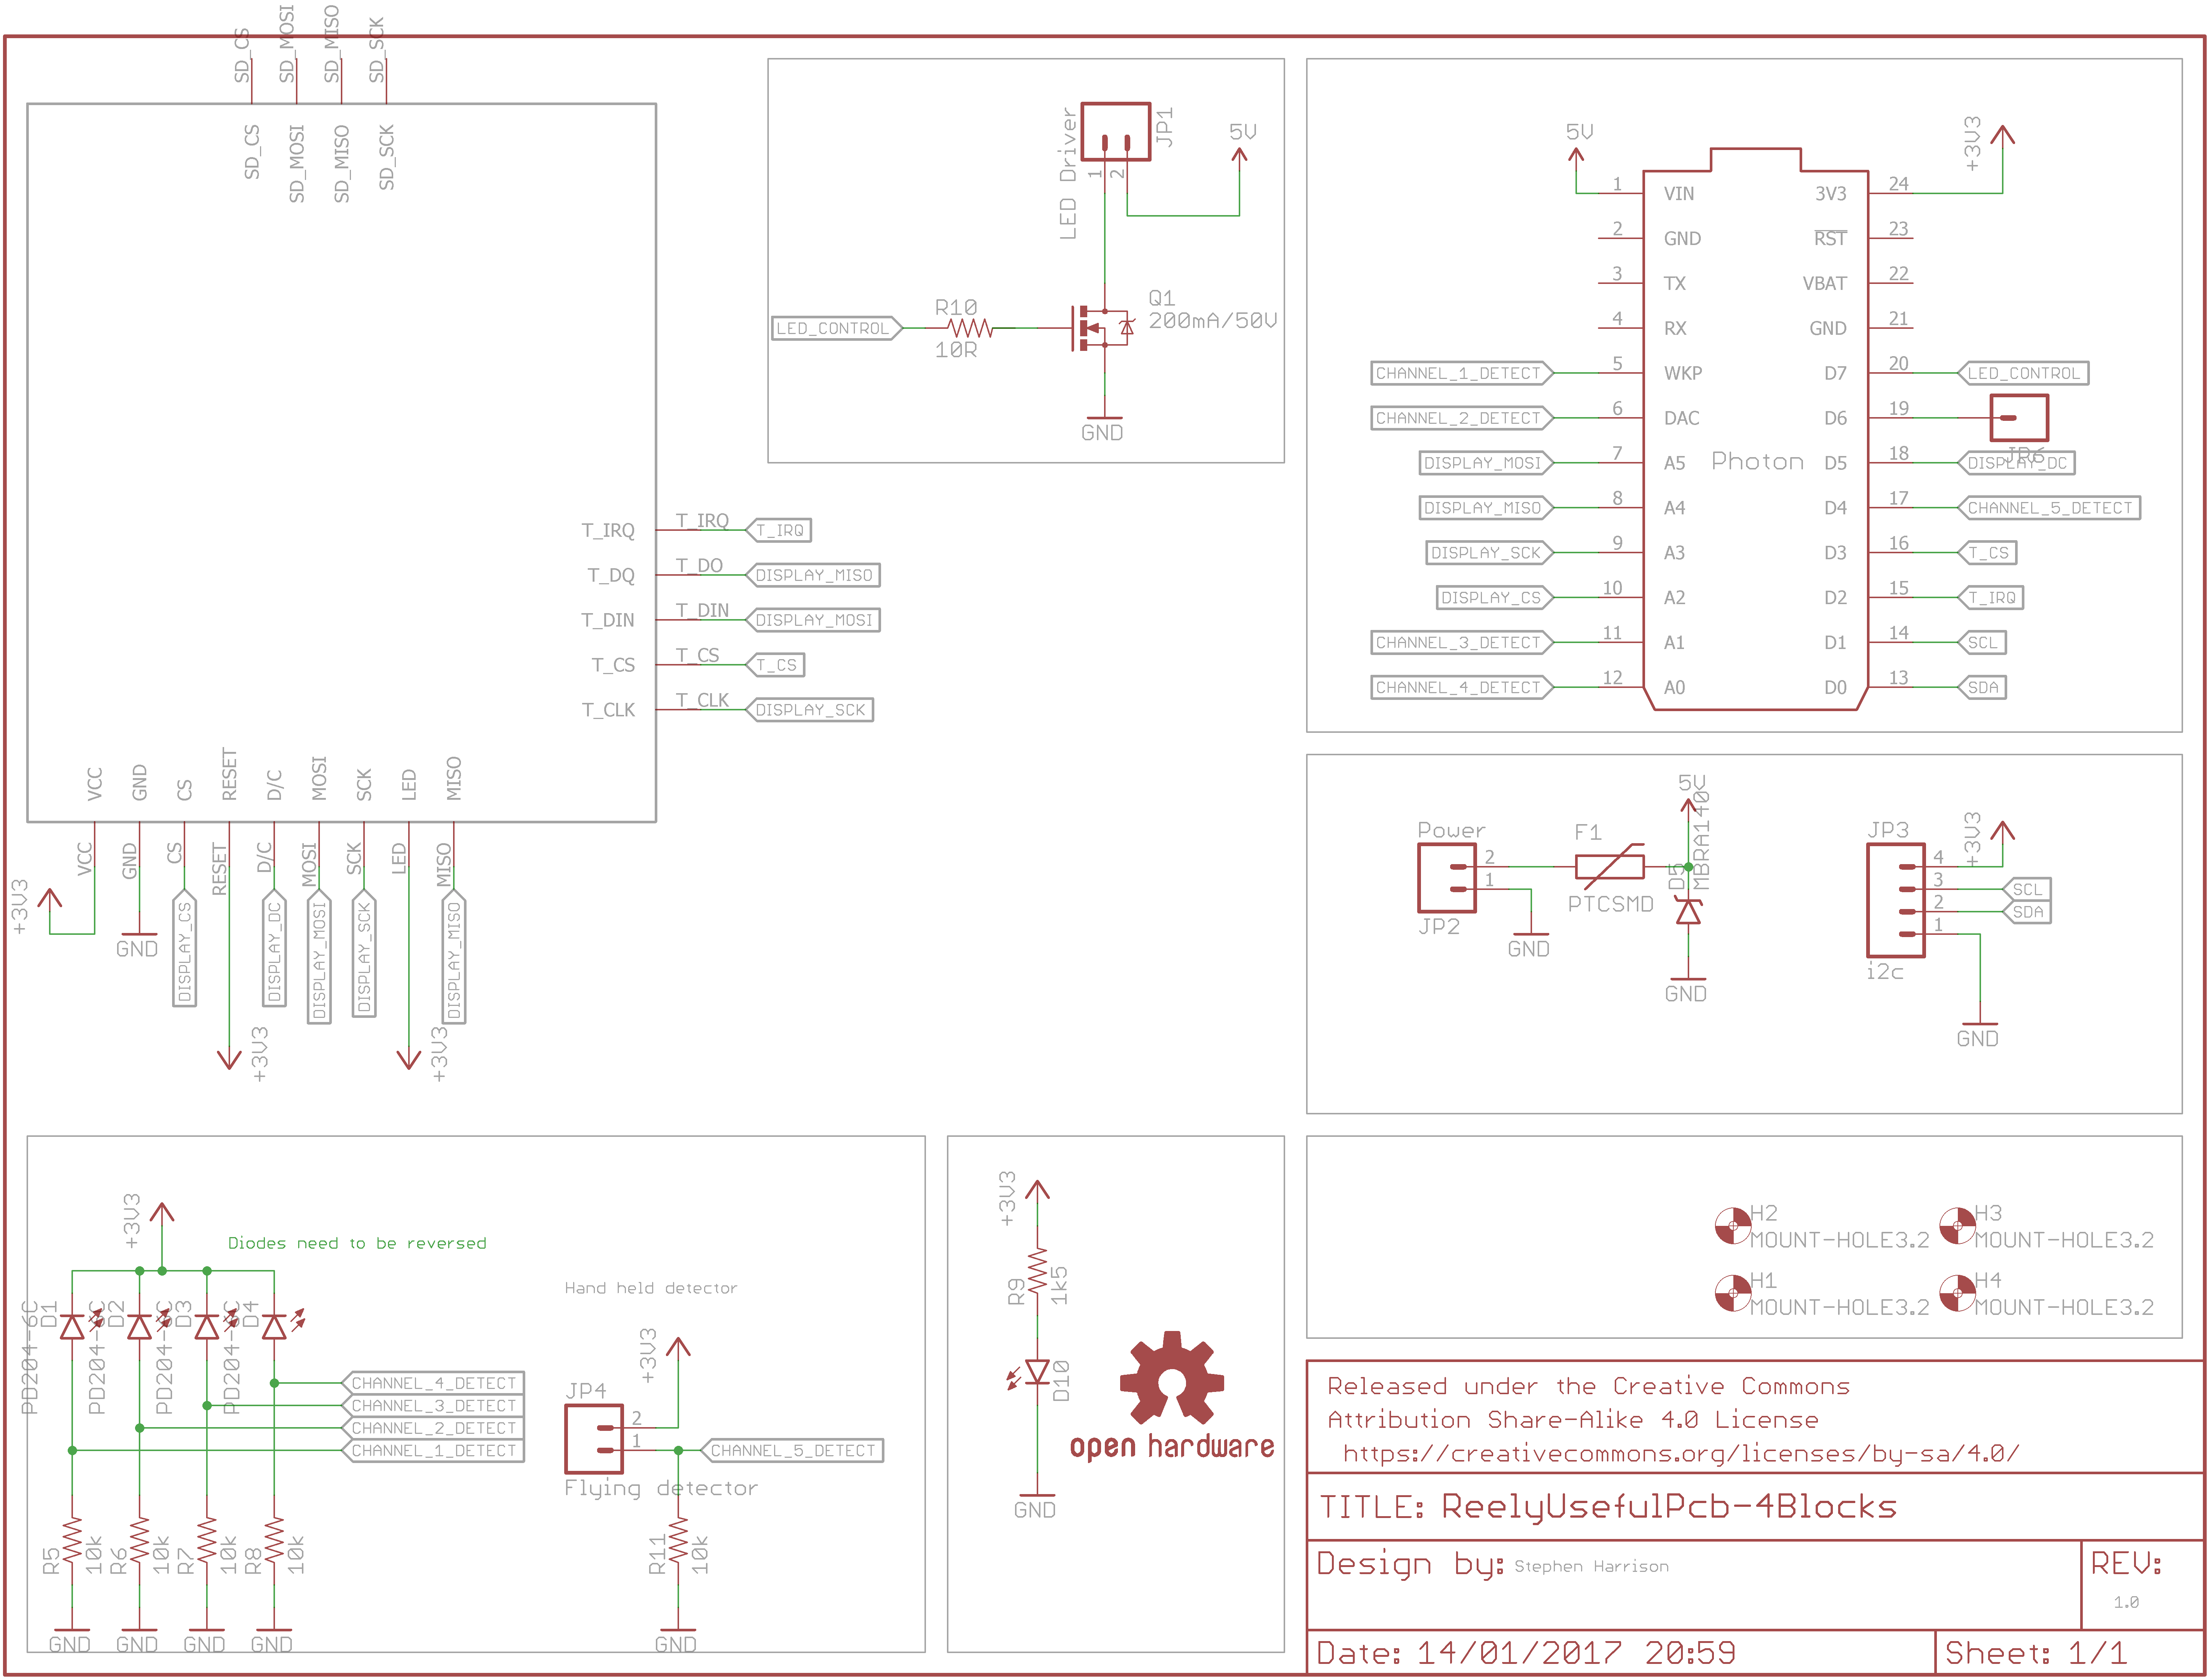 SD_CS
SD_MOSI
SD_MISO
SD_SCK
SD_CS
SD_MOSI
SD_MISO
SD_SCK
T_IRQ
T_IRQ
T_IRQ
T_DQ
T_DO
DISPLAY_MISO
T_DIN
T_DIN
DISPLAY_MOSI
T_CS
T_CS
T_CS
T_CLK
T_CLK
DISPLAY_SCK
VCC
GND
CS
RESET
D/C
MOSI
SCK
LED
MISO
VCC
GND
CS
RESET
D/C
MOSI
SCK
LED
MISO
+3V3
GND
DISPLAY_CS
DISPLAY_DC
DISPLAY_MOSI
DISPLAY_SCK
DISPLAY_MISO
+3V3
+3V3
LED Driver
JP1
1
2
5V
LED_CONTROL
R10
10R
Q1
200mA/50V
GND
5V
+3V3
1 VIN 3V3 24
2 GND RST 23
3 TX VBAT 22
4 RX GND 21
CHANNEL_1_DETECT 5 WKP D7 20 LED_CONTROL
CHANNEL_2_DETECT 6 DAC D6 19
JP6
DISPLAY_MOSI 7 A5 Photon D5 18 DISPLAY_DC
DISPLAY_MISO 8 A4 D4 17 CHANNEL_5_DETECT
DISPLAY_SCK 9 A3 D3 16 T_CS
DISPLAY_CS 10 A2 D2 15 T_IRQ
CHANNEL_3_DETECT 11 A1 D1 14 SCL
CHANNEL_4_DETECT 12 A0 D0 13 SDA
Power
2
1
JP2
GND
F1
PTCSMD
5V
D5
MBRA140
GND
JP3
4
3
2
1
i2c
+3V3
SCL
SDA
GND
+3V3
Diodes need to be reversed
D1
PD204-6C
D2
PD204-6C
D3
PD204-6C
D4
PD204-6C
CHANNEL_4_DETECT
CHANNEL_3_DETECT
CHANNEL_2_DETECT
CHANNEL_1_DETECT
R5
10k
R6
10k
R7
10k
R8
10k
GND
GND
GND
GND
Hand held detector
+3V3
JP4
2
1
CHANNEL_5_DETECT
Flying detector
R11
10k
GND
+3V3
R9
1k5
D10
GND
open hardware
H2
MOUNT-HOLE3.2
H3
MOUNT-HOLE3.2
H1
MOUNT-HOLE3.2
H4
MOUNT-HOLE3.2
Released under the Creative Commons
Attribution Share-Alike 4.0 License
https://creativecommons.org/licenses/by-sa/4.0/
TITLE: ReelyUsefulPcb-4Blocks
Design by: Stephen Harrison
REV:
1.0
Date: 14/01/2017 20:59
Sheet: 1/1